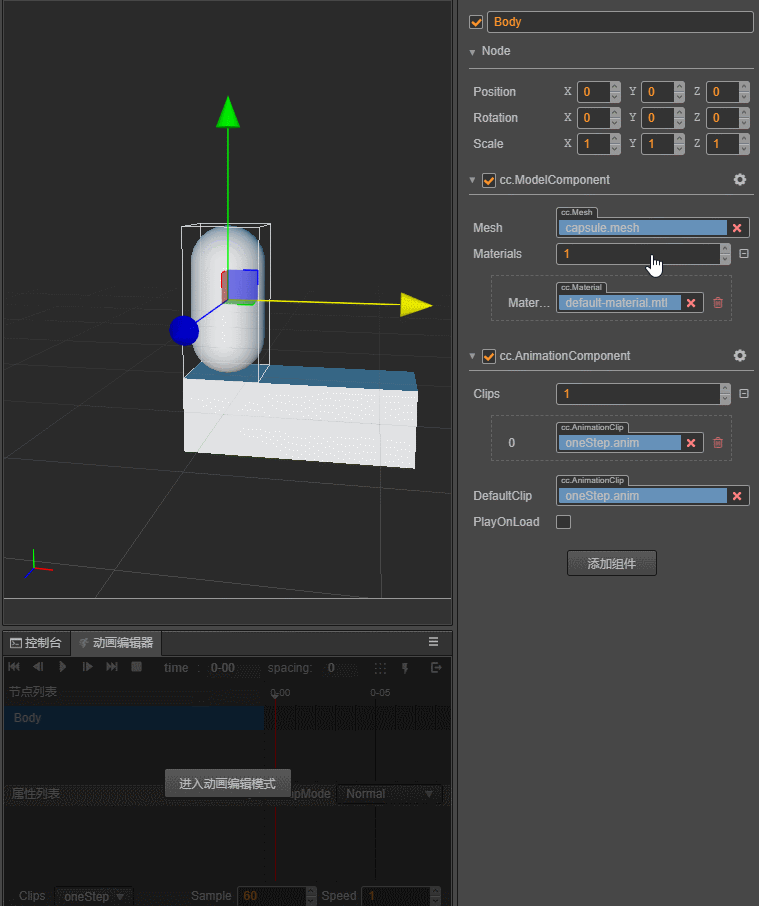 Body
Node
Position X 0 Y 0 Z 0
Rotation X 0 Y 0 Z 0
Scale X 1 Y 1 Z 1
cc.ModelComponent
cc.Mesh
Mesh capsule.mesh
Materials 1
cc.Material
Mater... default-material.mtl
cc.AnimationComponent
Clips 1
cc.AnimationClip
0 oneStep.anim
cc.AnimationClip
DefaultClip oneStep.anim
PlayOnLoad
添加组件
控制台 动画编辑器
time : 0-00 spacing: 0
节点列表 0-00 0-05
Body
进入动画编辑模式
属性列表 pMode Normal
Clips oneStep Sample 60 Speed 1